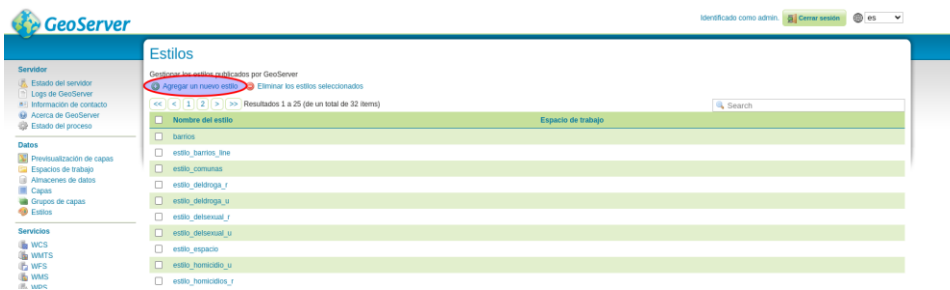 GeoServer
Identificado como admin. Cerrar sesión es
Servidor
Estado del servidor
Logs de GeoServer
Información de contacto
Acerca de GeoServer
Estado del proceso
Datos
Previsualización de capas
Espacios de trabajo
Almacenes de datos
Capas
Grupos de capas
Estilos
Servicios
WCS
WMTS
WFS
WMS
WPS
Estilos
Gestionar los estilos publicados por GeoServer
Agregar un nuevo estilo Eliminar los estilos seleccionados
<< < 1 2 > >> Resultados 1 a 25 (de un total de 32 ítems) Search
Nombre del estilo Espacio de trabajo
barrios
estilo_barrios_line
estilo_comunas
estilo_deldroga_r
estilo_deldroga_u
estilo_delsexual_r
estilo_delsexual_u
estilo_espacio
estilo_homicidio_u
estilo_homicidios_r